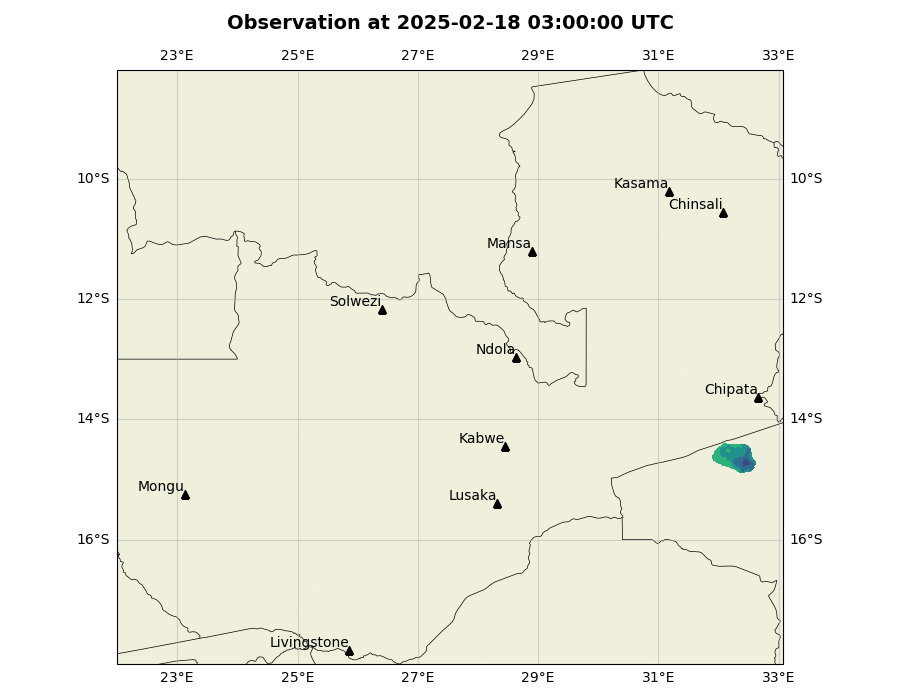 Observation at 2025-02-18 03:00:00 UTC
23°E 25°E 27°E 29°E 31°E 33°E
10°S 10°S
Kasama
Chinsali
Mansa
12°S 12°S
Solwezi
Ndola
Chipata
14°S 14°S
Kabwe
Mongu
Lusaka
16°S 16°S
Livingstone
23°E 25°E 27°E 29°E 31°E 33°E